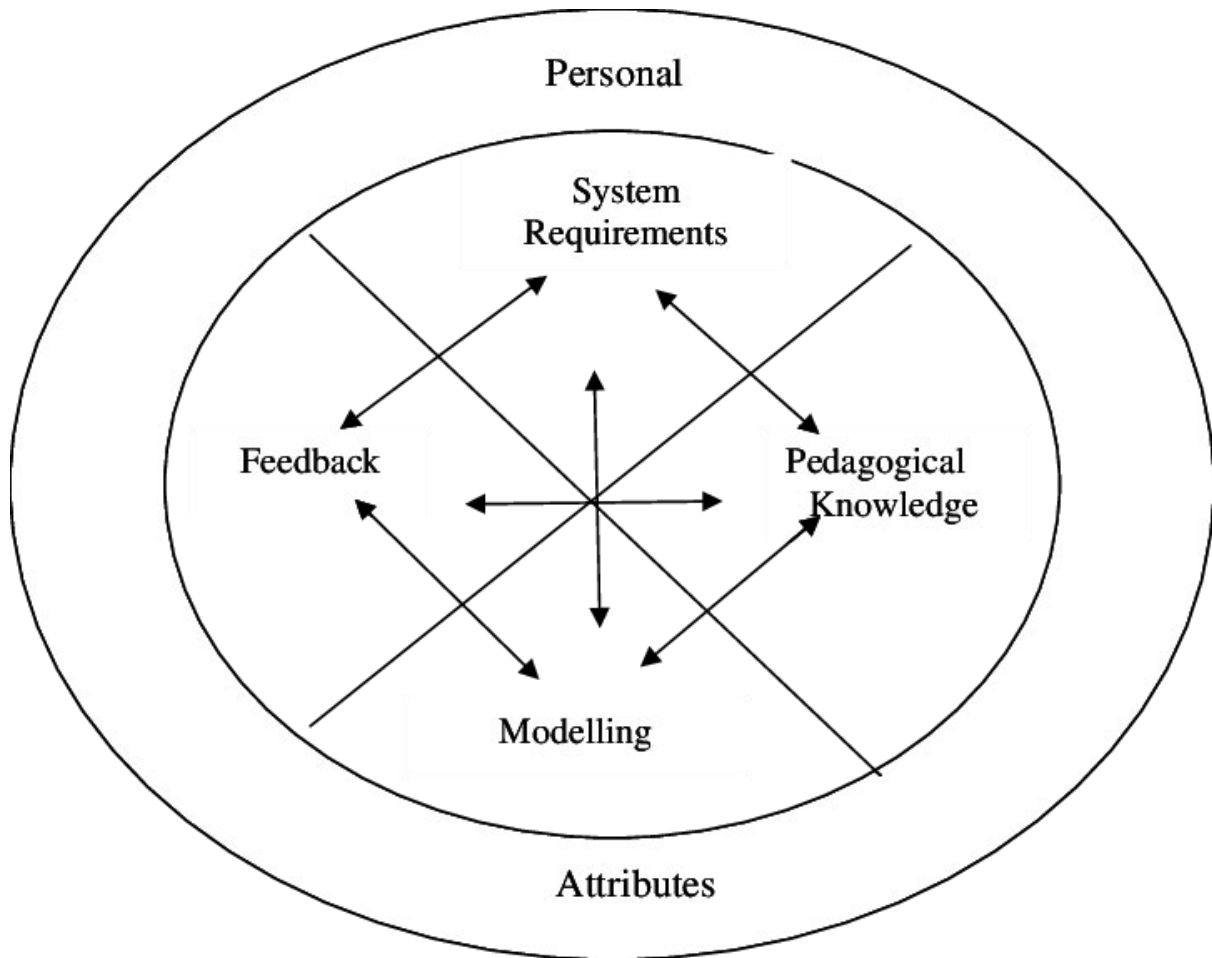 Personal
System
Requirements
Feedback
Pedagogical
Knowledge
Modelling
Attributes